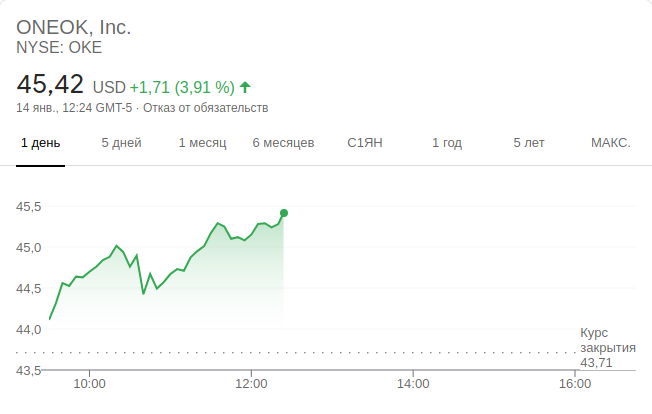 ONEOK, Inc.
NYSE: OKE
45,42 USD +1,71 (3,91 %)
14 янв., 12:24 GMT-5 · Отказ от обязательств
1 день 5 дней 1 месяц 6 месяцев С1ЯН 1 год 5 лет МАКС.
45,5
45,0
44,5
44,0
Курс
закрытия
43,71
43,5
10:00 12:00 14:00 16:00